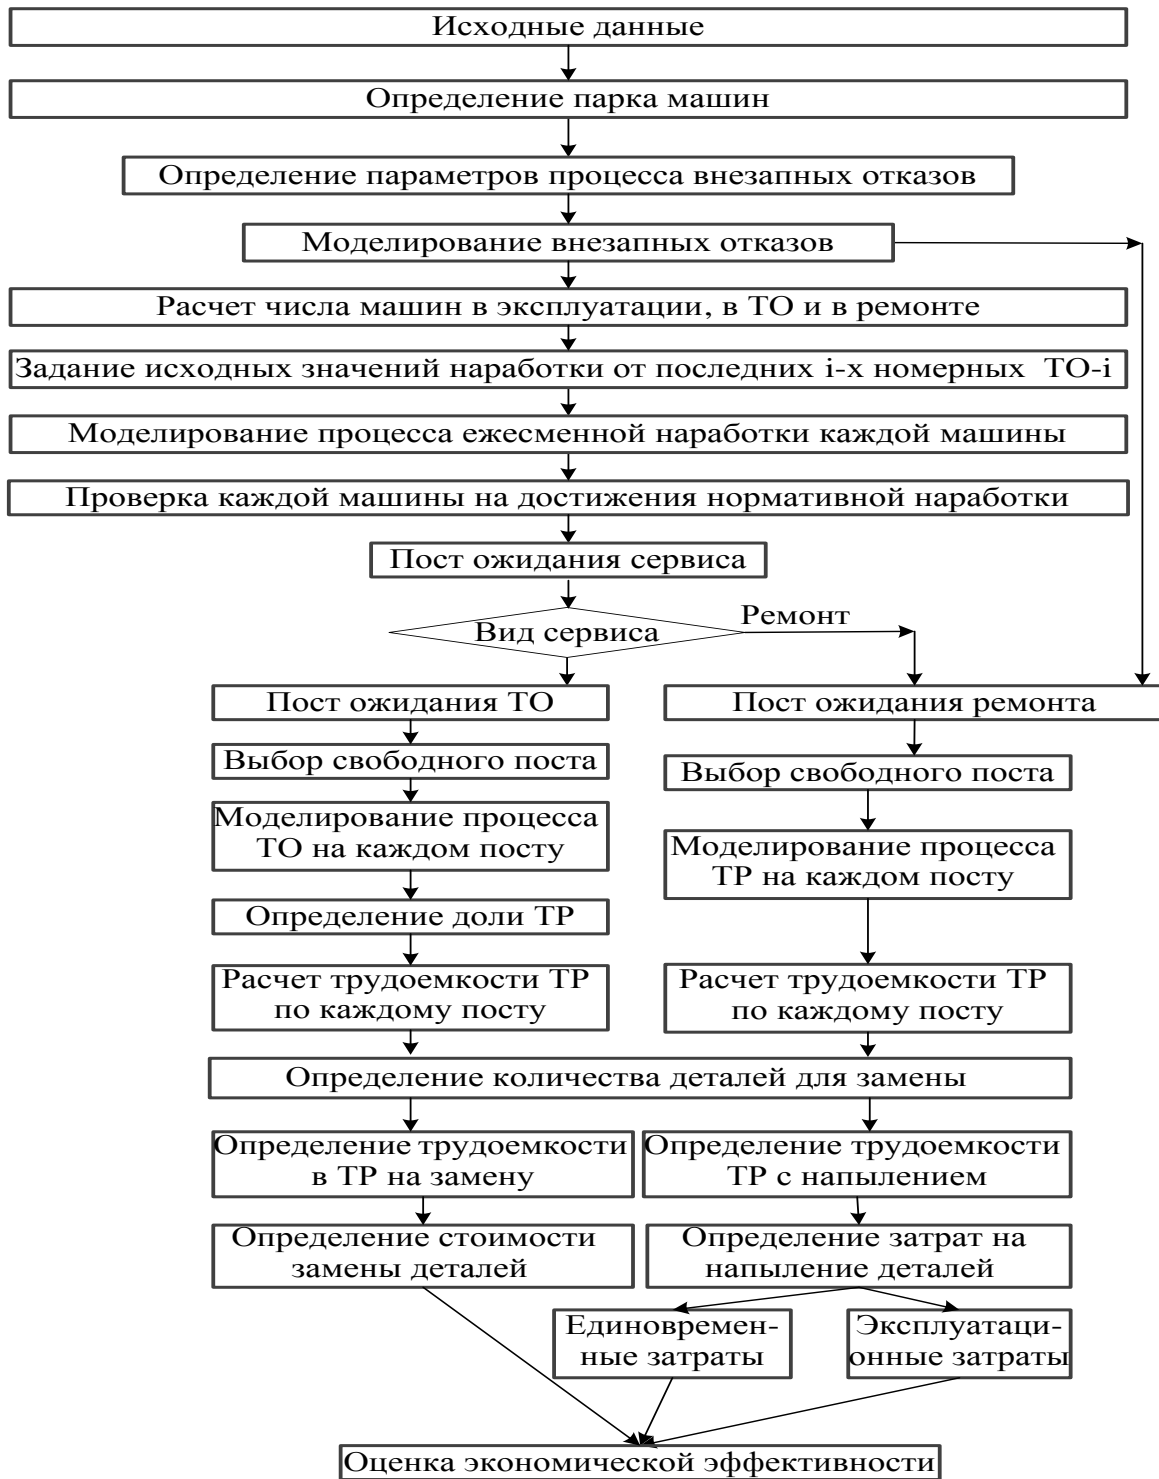 Исходные данные
Определение парка машин
Определение параметров процесса внезапных отказов
Моделирование внезапных отказов
Расчет числа машин в эксплуатации, в ТО и в ремонте
Задание исходных значений наработки от последних i-х номерных ТО-i
Моделирование процесса ежесменной наработки каждой машины
Проверка каждой машины на достижения нормативной наработки
Пост ожидания сервиса
Вид сервиса
Ремонт
Пост ожидания ТО
Пост ожидания ремонта
Выбор свободного поста
Выбор свободного поста
Моделирование процесса
ТО на каждом посту
Моделирование процесса
ТР на каждом посту
Определение доли ТР
Расчет трудоемкости ТР
по каждому посту
Расчет трудоемкости ТР
по каждому посту
Определение количества деталей для замены
Определение трудоемкости
в ТР на замену
Определение трудоемкости
ТР с напылением
Определение стоимости
замены деталей
Определение затрат на
напыление деталей
Единовремен-
ные затраты
Эксплуатаци-
онные затраты
Оценка экономической эффективности